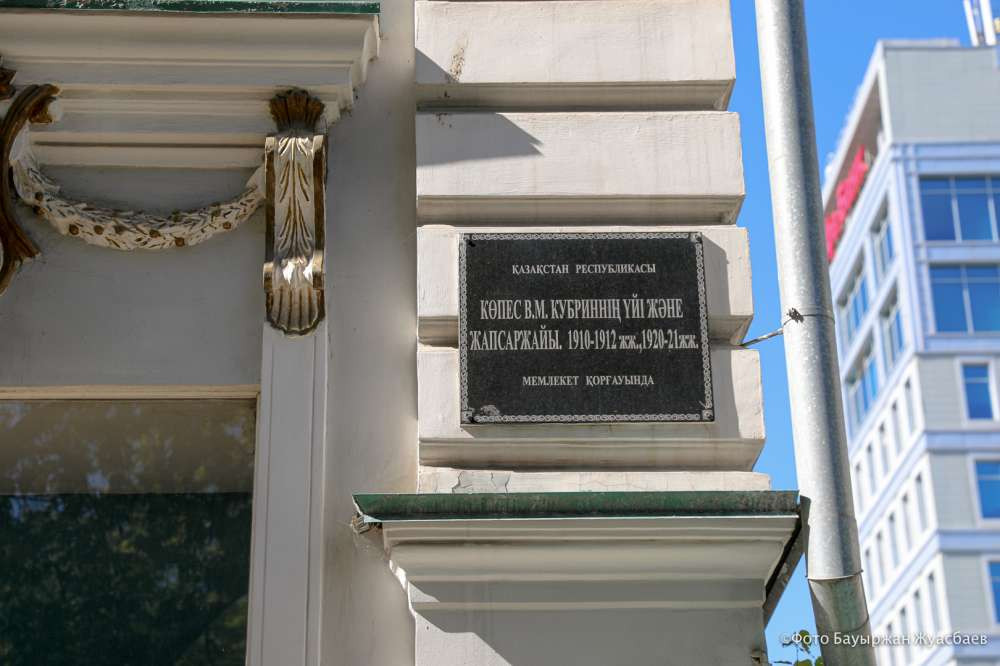 ҚАЗАҚСТАН РЕСПУБЛИКАСЫ
КӨПЕС В.М. КУБРИННІҢ ҮЙІ ЖӘНЕ
ЖАПСАРЖАЙЫ. 1910-1912 жж.,1920-21жж.
МЕМЛЕКЕТ ҚОРҒАУЫНДА
©Фото Бауыржан Жуасбаев